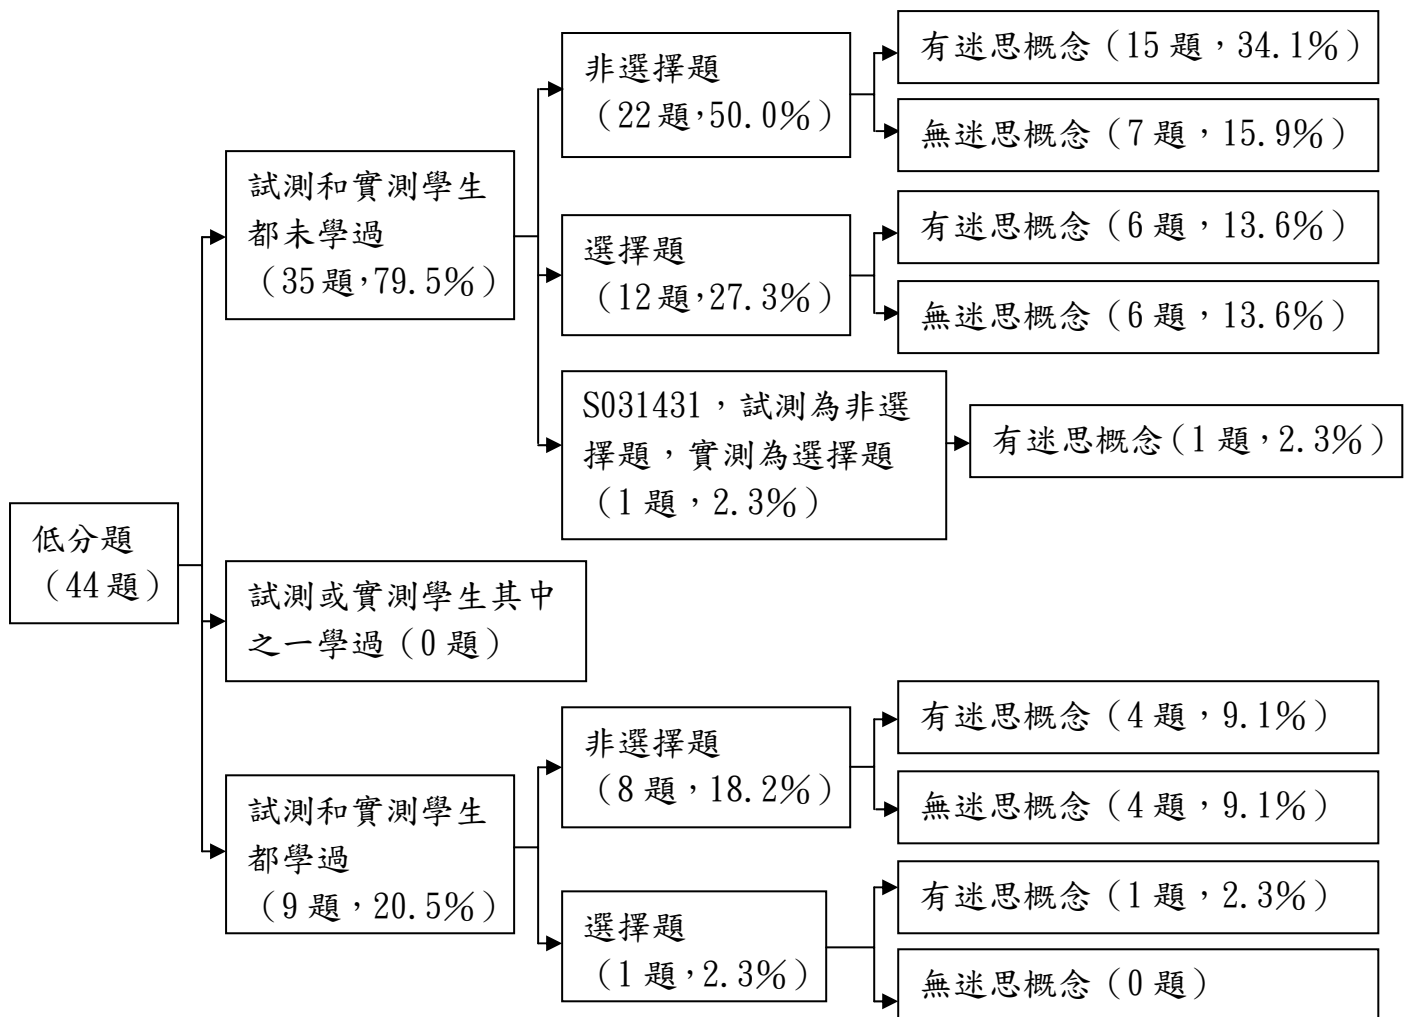 低分題
（44題）
試測和實測學生
都未學過
（35題，79.5%）
非選擇題
（22題，50.0%）
有迷思概念（15題，34.1%）
無迷思概念（7題，15.9%）
選擇題
（12題，27.3%）
有迷思概念（6題，13.6%）
無迷思概念（6題，13.6%）
S031431，試測為非選
擇題，實測為選擇題
（1題，2.3%）
有迷思概念（1題，2.3%）
試測或實測學生其中
之一學過（0題）
試測和實測學生
都學過
（9題，20.5%）
非選擇題
（8題，18.2%）
有迷思概念（4題，9.1%）
無迷思概念（4題，9.1%）
選擇題
（1題，2.3%）
有迷思概念（1題，2.3%）
無迷思概念（0題）